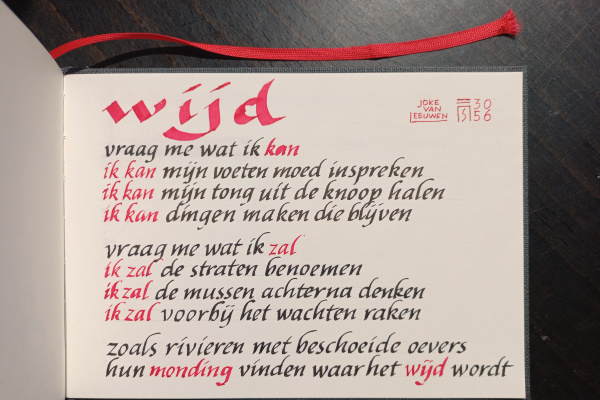 wijd
JOKE
VAN
LEEUWEN
30
56
vraag me wat ik kan
ik kan mijn voeten moed inspreken
ik kan mijn tong uit de knoop halen
ik kan dingen maken die blijven
vraag me wat ik zal
ik zal de straten benoemen
ik zal de mussen achterna denken
ik zal voorbij het wachten raken
zoals rivieren met beschoeide oevers
hun monding vinden waar het wijd wordt